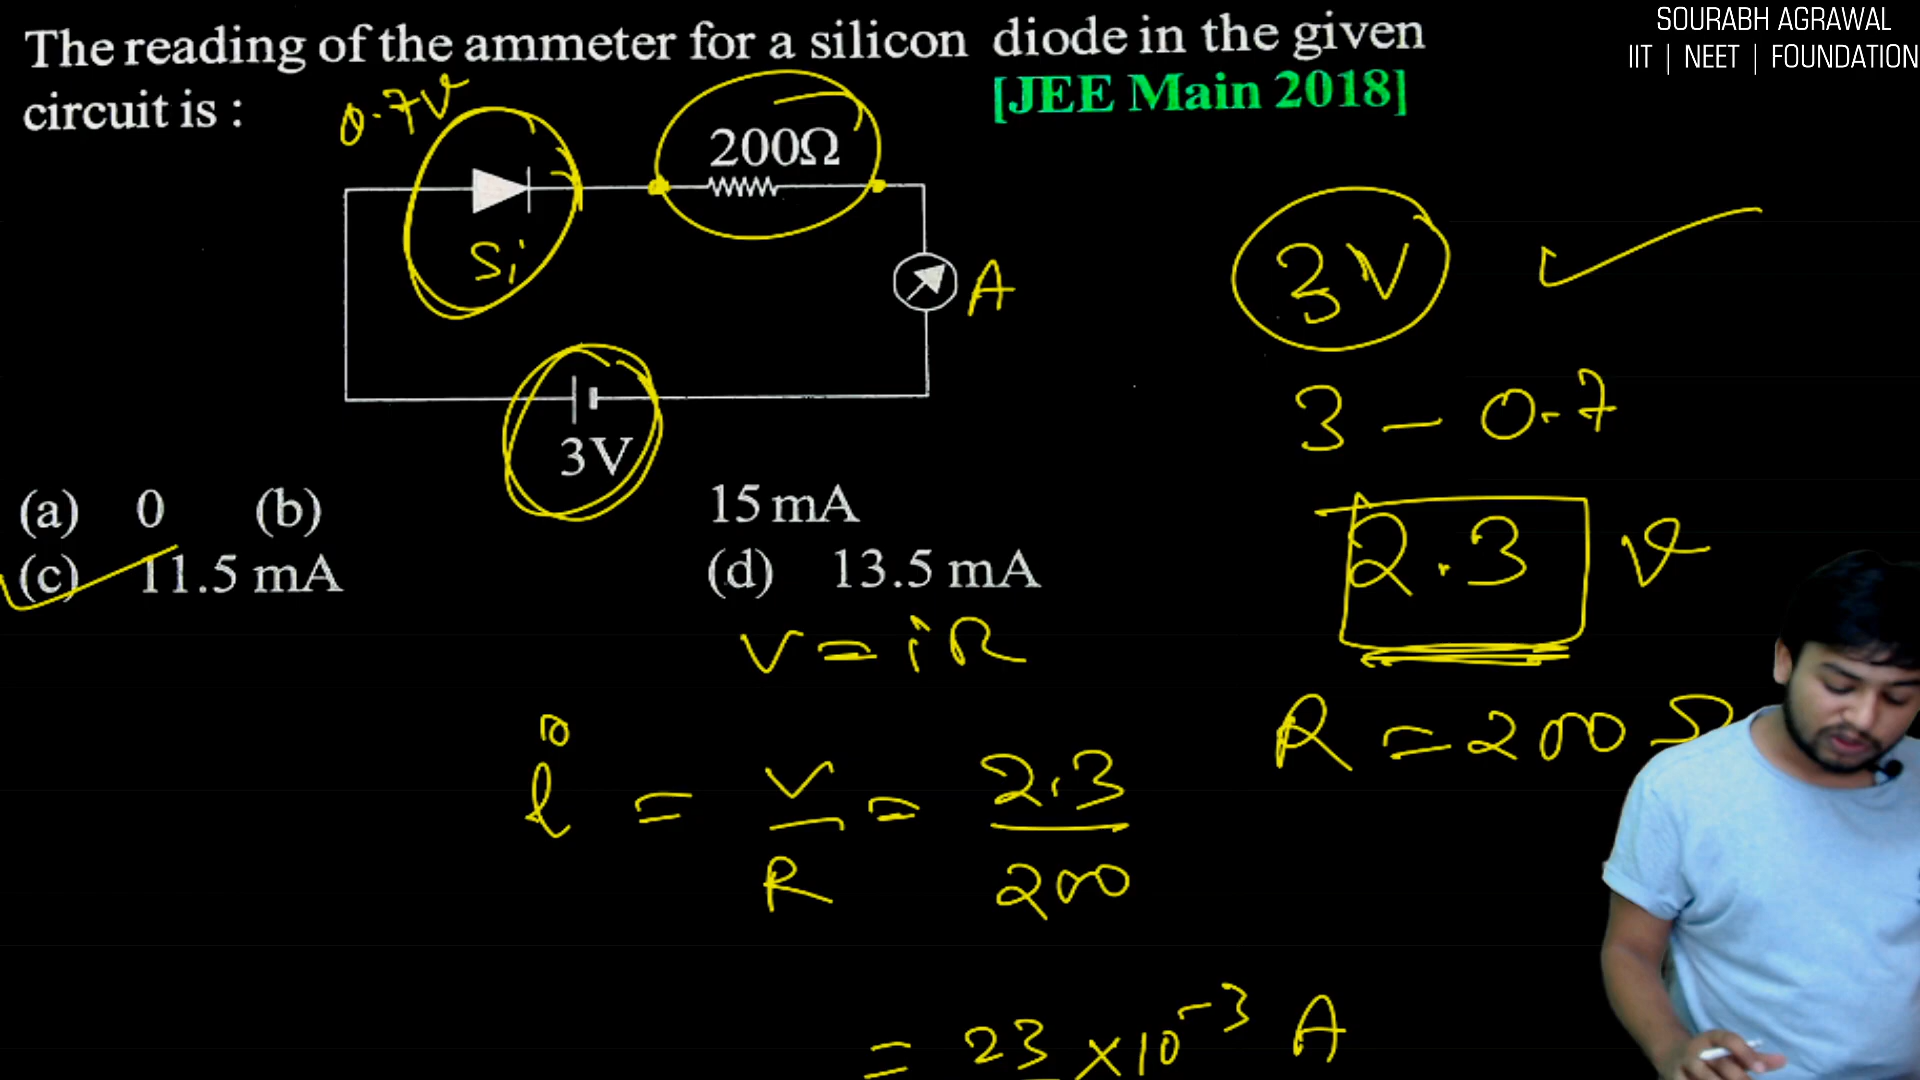 The reading of the ammeter for a silicon diode in the given
circuit is :
[JEE Main 2018]
SOURABH AGRAWAL
IIT | NEET | FOUNDATION
0.7V
200Ω
Si
A
3V
3V
3 - 0.7
2.3 V
R = 200 Ω
(a) 0 (b) 15 mA
(c) 11.5 mA (d) 13.5 mA
V = iR
i = V/R = 2.3/200
= 23 × 10⁻³ A